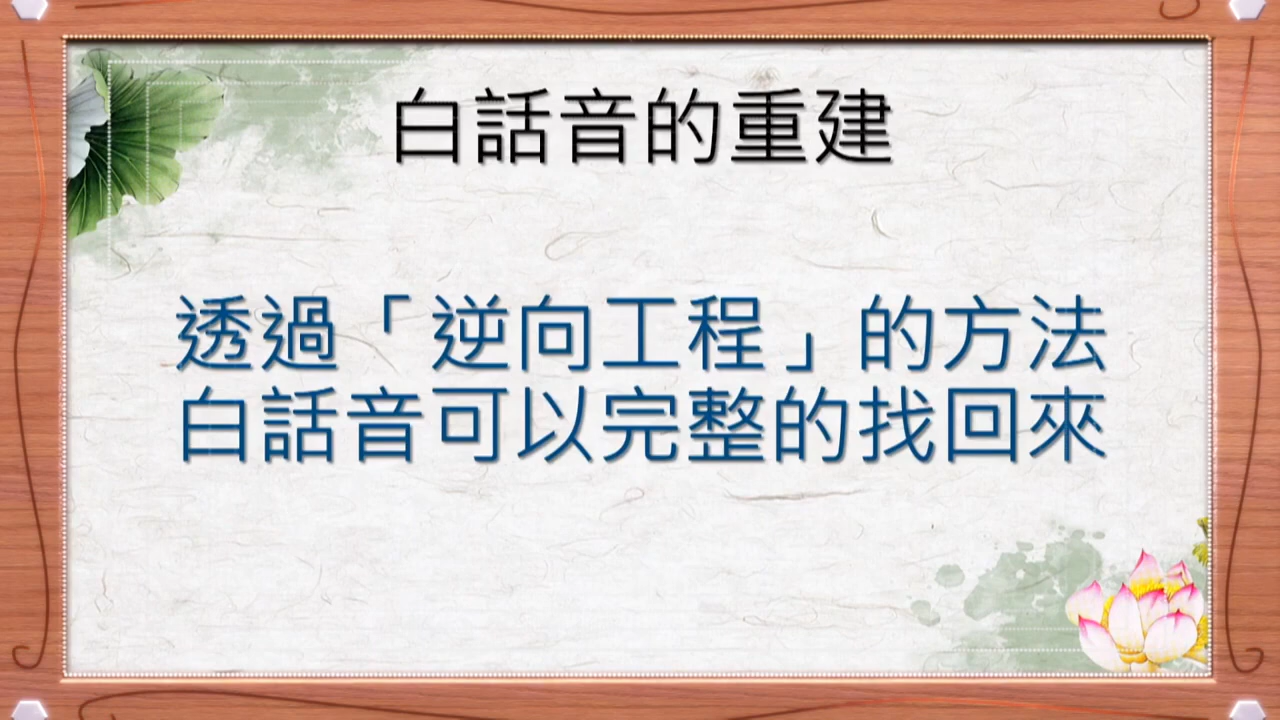 白話音的重建
透過「逆向工程」的方法
白話音可以完整的找回來